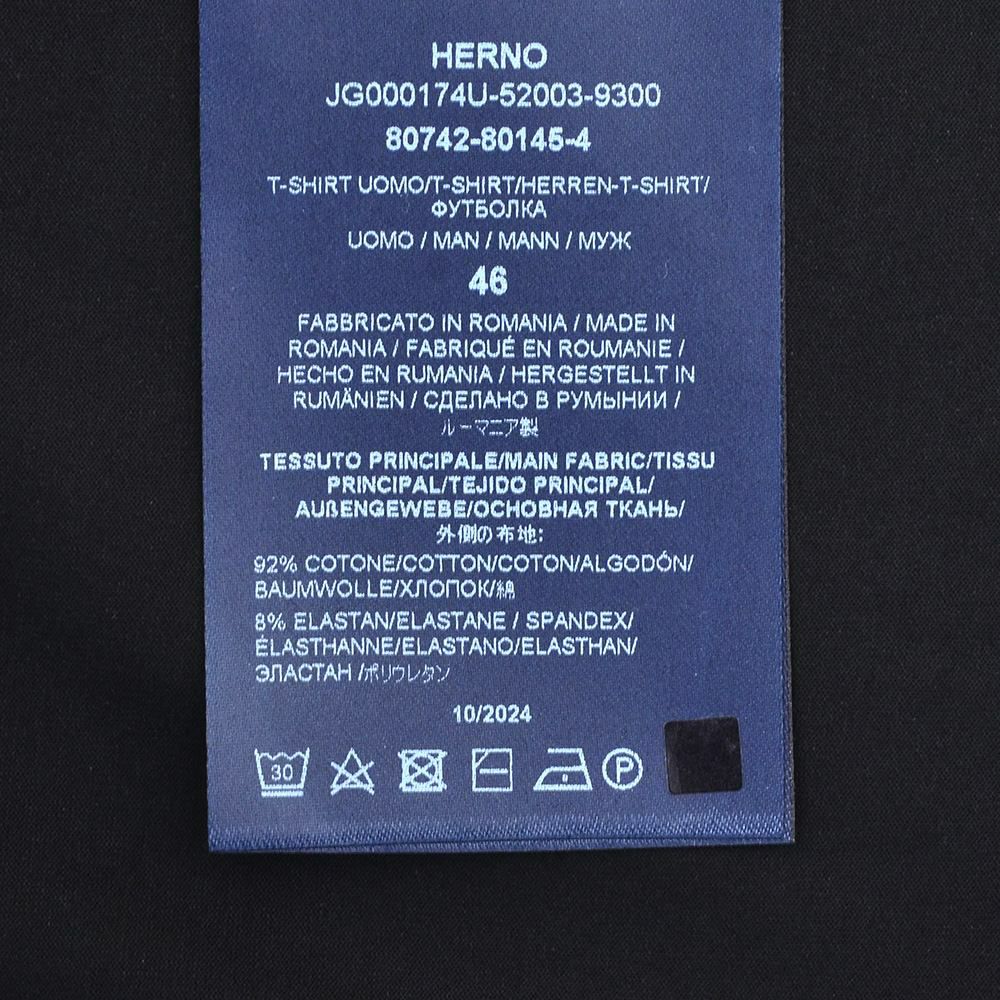 HERNO
JG000174U-52003-9300
80742-80145-4
T-SHIRT UOMO/T-SHIRT/HERREN-T-SHIRT/
ФУТБОЛКА
UOMO / MAN / MANN / МУЖ
46
FABBRICATO IN ROMANIA / MADE IN
ROMANIA / FABRIQUÉ EN ROUMANIE /
HECHO EN RUMANIA / HERGESTELLT IN
RUMÄNIEN / СДЕЛАНО В РУМЫНИИ /
ルーマニア製
TESSUTO PRINCIPALE/MAIN FABRIC/TISSU
PRINCIPAL/TEJIDO PRINCIPAL/
AUßENGEWEBE/ОСНОВНАЯ ТКАНЬ/
外側の布地:
92% COTONE/COTTON/COTON/ALGODÓN/
BAUMWOLLE/ХЛОПОК/綿
8% ELASTAN/ELASTANE / SPANDEX/
ÉLASTHANNE/ELASTANO/ELASTHAN/
ЭЛАСТАН /ポリウレタン
10/2024
30 P